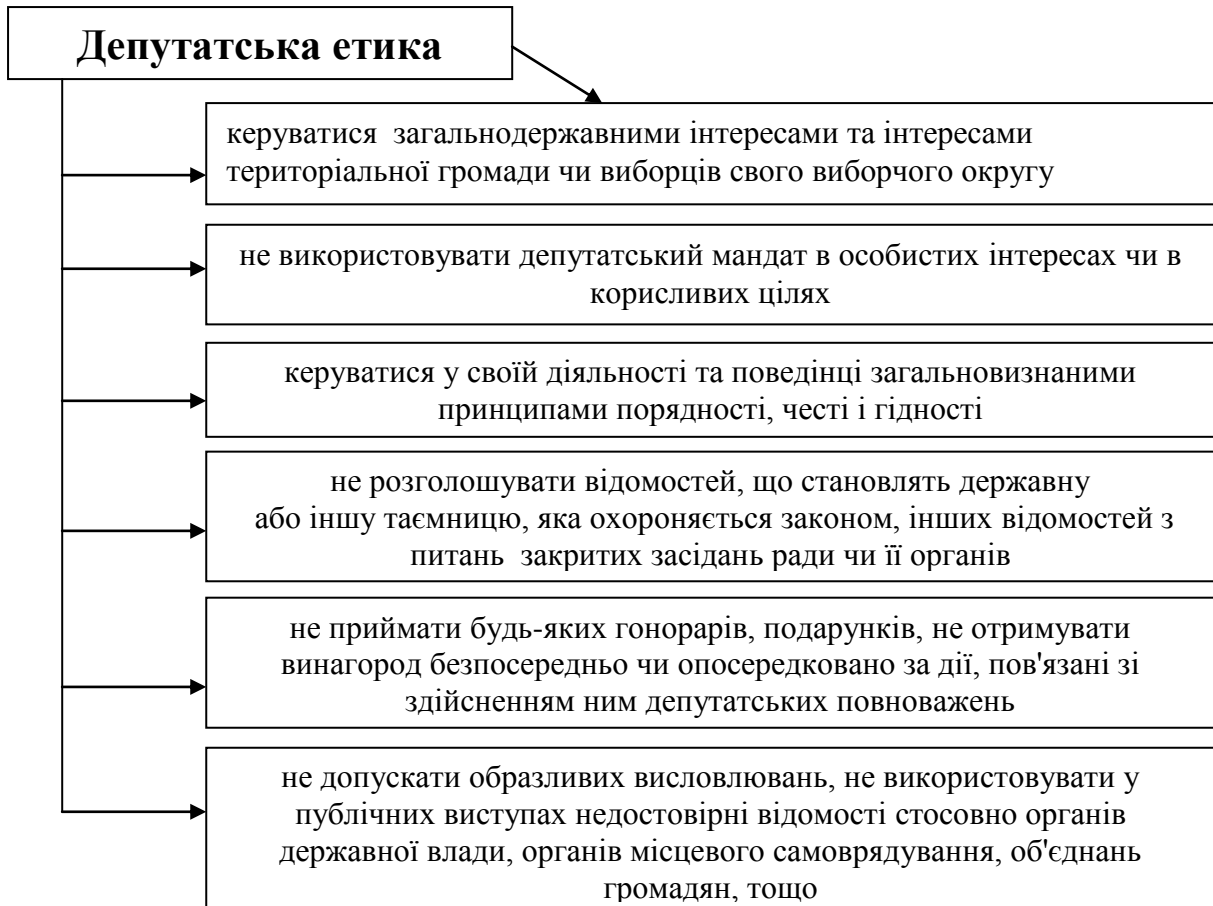 Депутатська етика
керуватися загальнодержавними інтересами та інтересами
територіальної громади чи виборців свого виборчого округу
не використовувати депутатський мандат в особистих інтересах чи в
корисливих цілях
керуватися у своїй діяльності та поведінці загальновизнаними
принципами порядності, честі і гідності
не розголошувати відомостей, що становлять державну
або іншу таємницю, яка охороняється законом, інших відомостей з
питань закритих засідань ради чи її органів
не приймати будь-яких гонорарів, подарунків, не отримувати
винагород безпосередньо чи опосередковано за дії, пов'язані зі
здійсненням ним депутатських повноважень
не допускати образливих висловлювань, не використовувати у
публічних виступах недостовірні відомості стосовно органів
державної влади, органів місцевого самоврядування, об'єднань
громадян, тощо